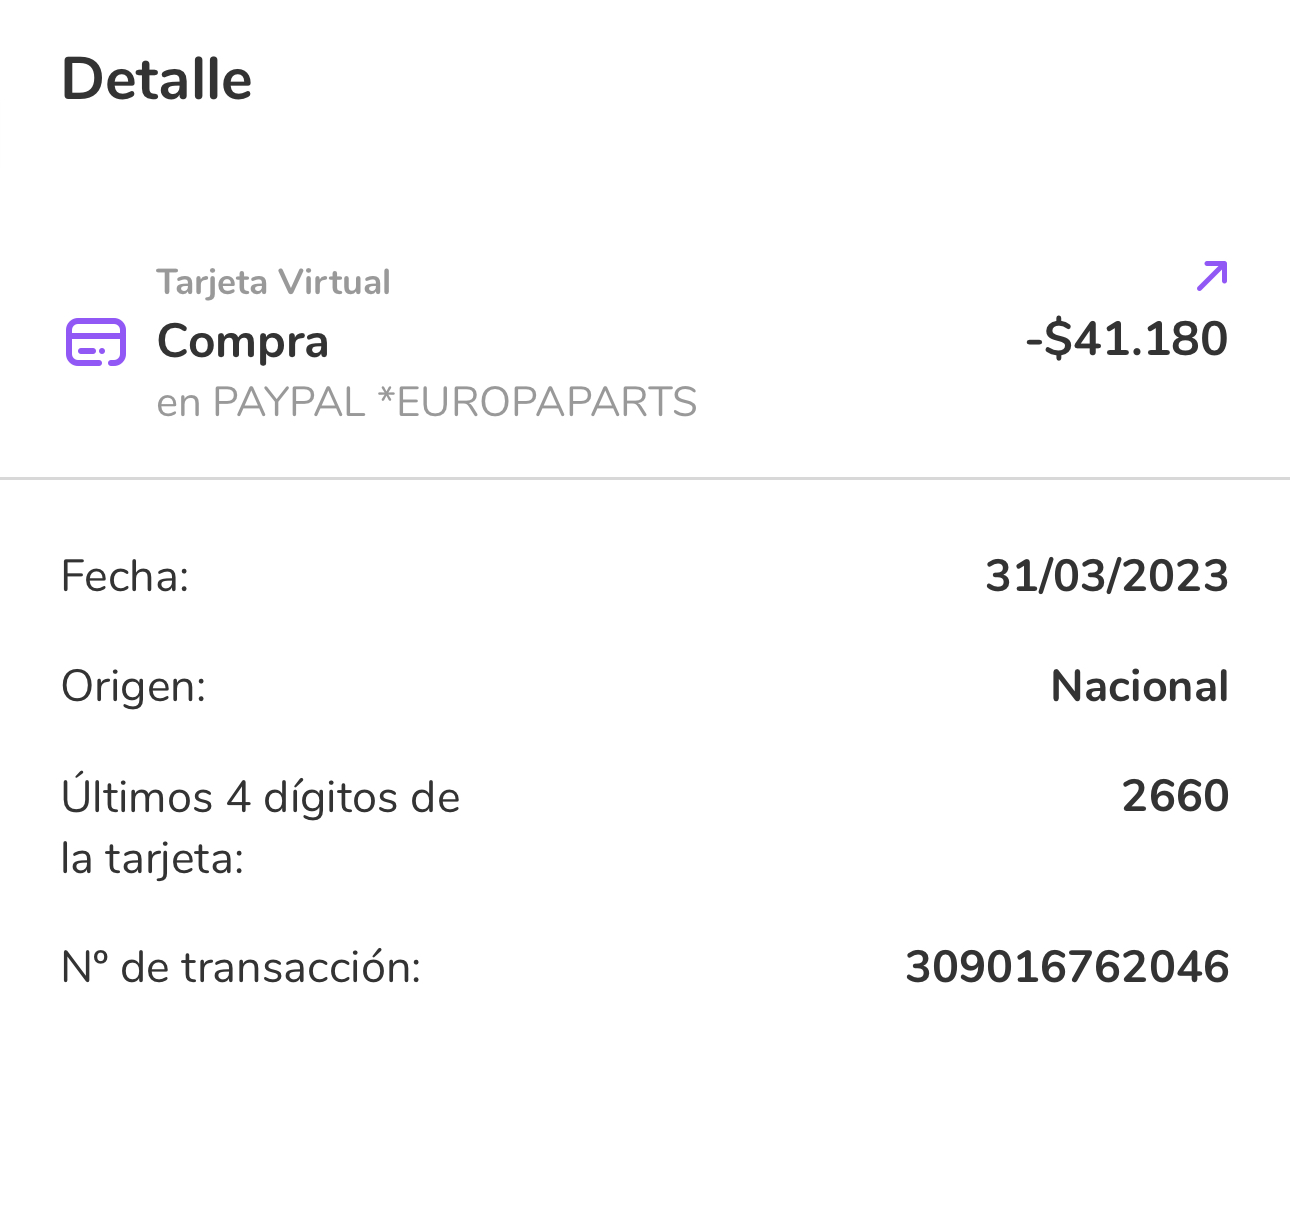 Detalle
Tarjeta Virtual
Compra
-$41.180
en PAYPAL *EUROPAPARTS
Fecha:
31/03/2023
Origen:
Nacional
Últimos 4 dígitos de
la tarjeta:
2660
Nº de transacción:
309016762046